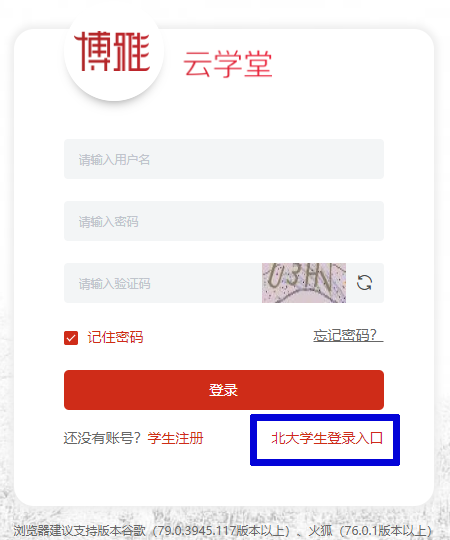 博雅 云学堂
请输入用户名
请输入密码
请输入验证码
记住密码 忘记密码？
登录
还没有账号？学生注册 北大学生登录入口
浏览器建议支持版本谷歌（79.0.3945.117版本以上）、火狐（76.0.1版本以上）